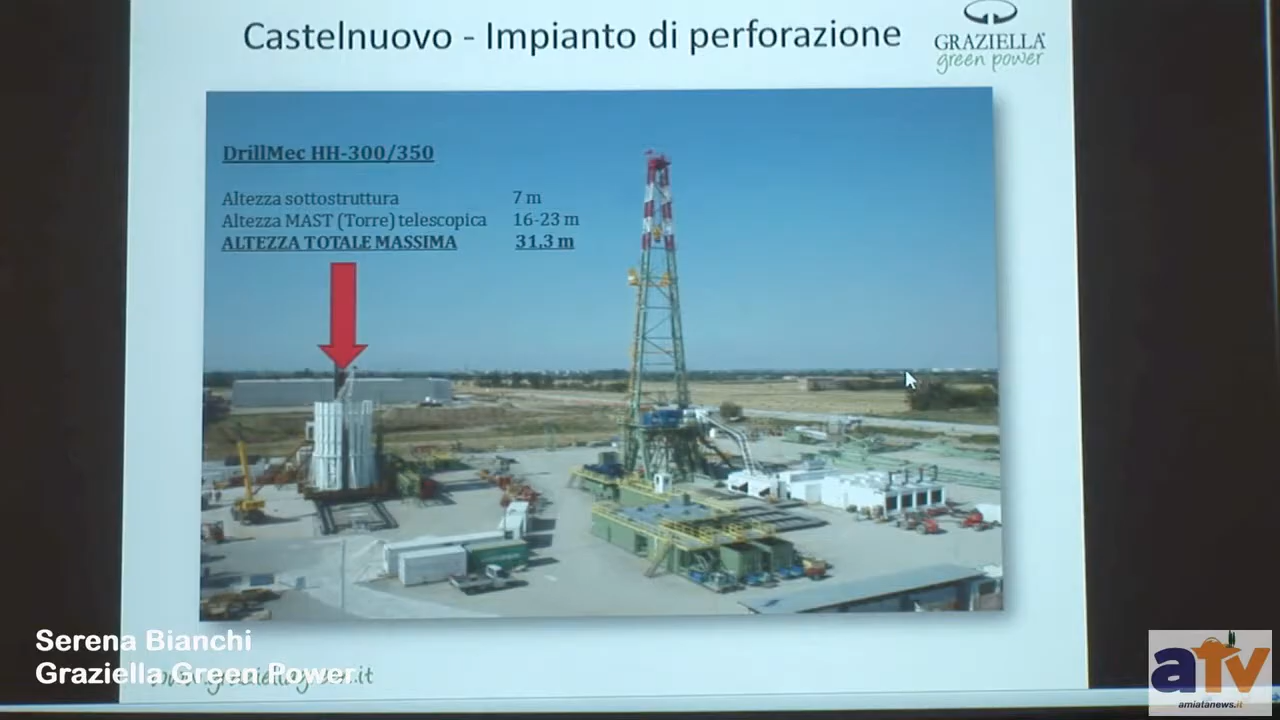 Castelnuovo - Impianto di perforazione
GRAZIELLA
green power
DrillMec HH-300/350
Altezza sottostruttura 7 m
Altezza MAST (Torre) telescopica 16-23 m
ALTEZZA TOTALE MASSIMA 31,3 m
Serena Bianchi
Graziella Green Power
aTv
amiatanews.it